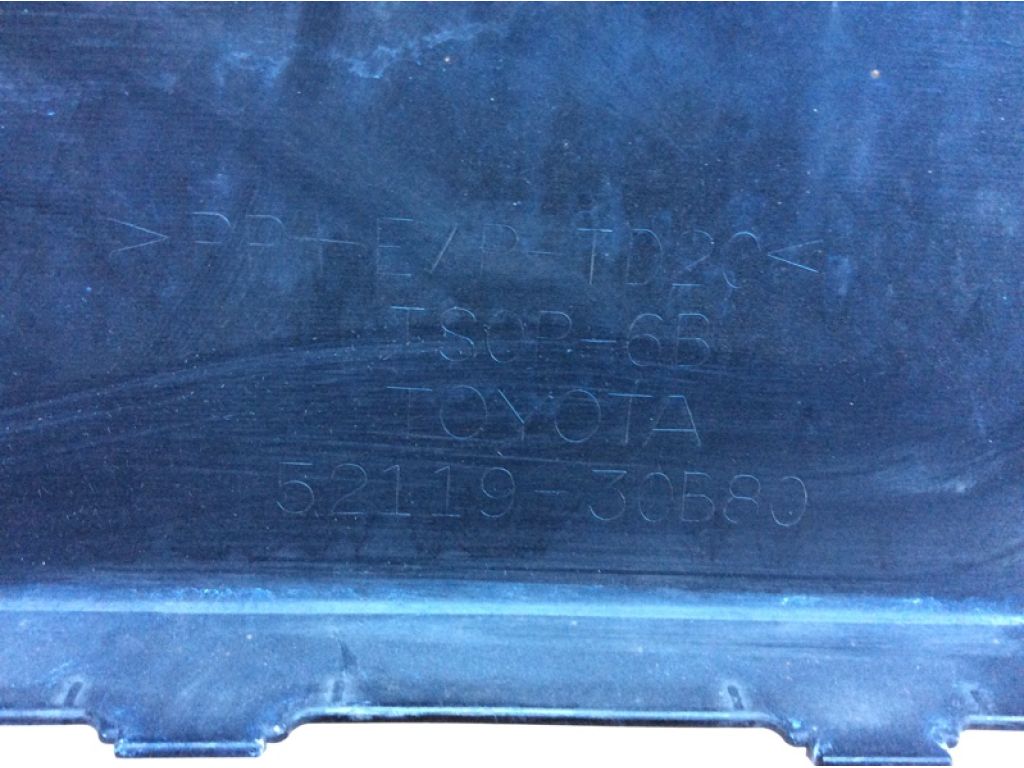 >PP+E/P-TD20<
TSOP-6B
TOYOTA
52119-30B80